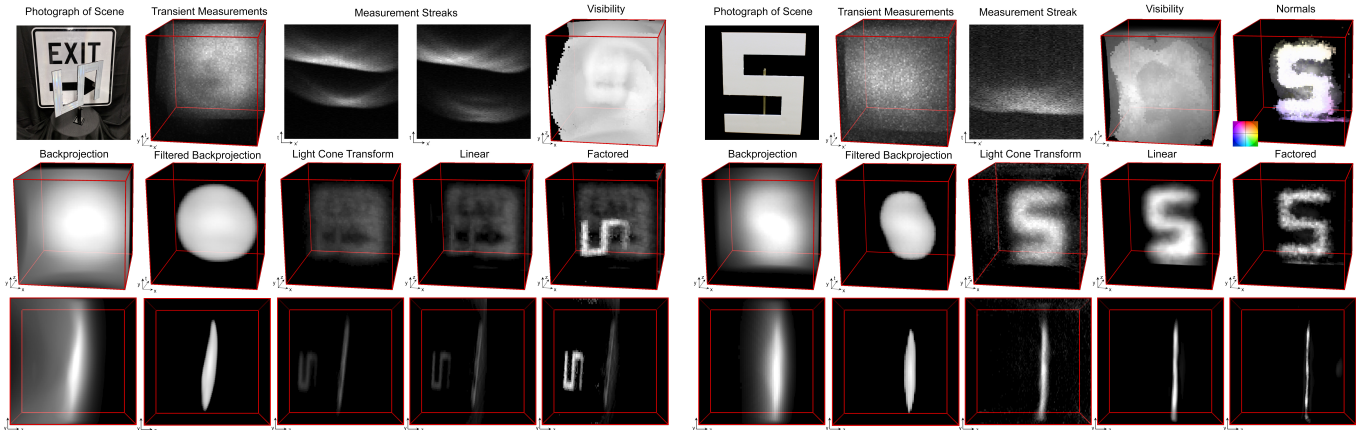 Photograph of Scene
Transient Measurements
Measurement Streaks
Visibility
Photograph of Scene
Transient Measurements
Measurement Streak
Visibility
Normals
EXIT
S
Backprojection
Filtered Backprojection
Light Cone Transform
Linear
Factored
Backprojection
Filtered Backprojection
Light Cone Transform
Linear
Factored